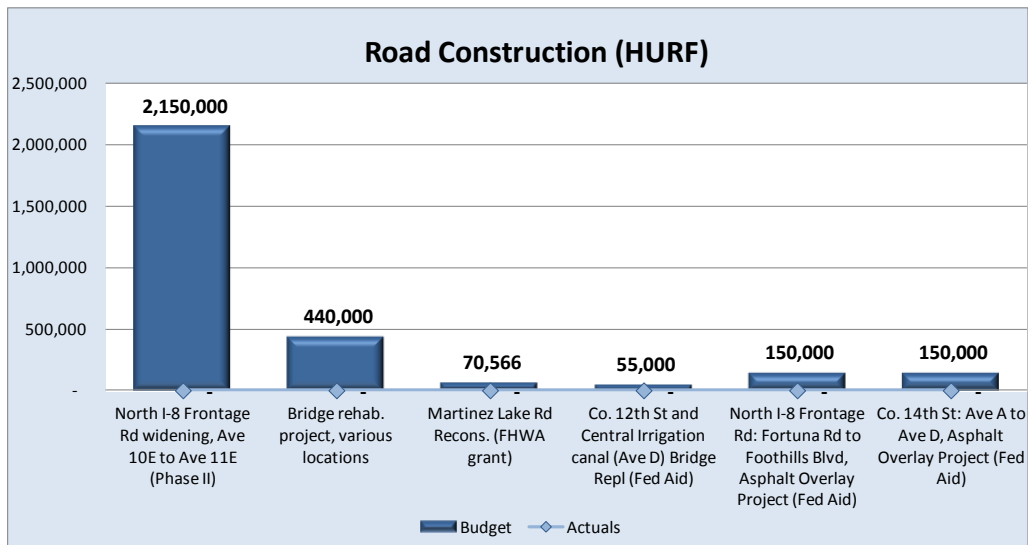 Road Construction (HURF)
2,500,000
2,000,000
1,500,000
1,000,000
500,000
-
2,150,000
440,000
70,566
55,000
150,000
150,000
-
-
-
-
-
-
North I-8 Frontage
Rd widening, Ave
10E to Ave 11E
(Phase II)
Bridge rehab.
project, various
locations
Martinez Lake Rd
Recons. (FHWA
grant)
Co. 12th St and
Central Irrigation
canal (Ave D) Bridge
Repl (Fed Aid)
North I-8 Frontage
Rd: Fortuna Rd to
Foothills Blvd,
Asphalt Overlay
Project (Fed Aid)
Co. 14th St: Ave A to
Ave D, Asphalt
Overlay Project (Fed
Aid)
Budget
Actuals